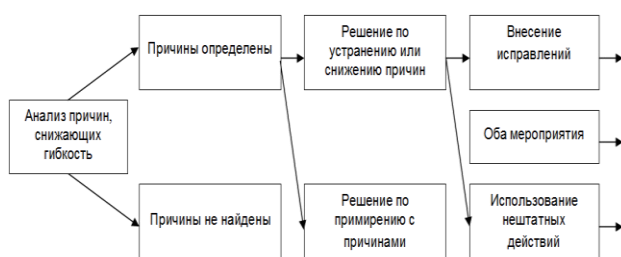 Причины определены
Решение по
устранению или
снижению причин
Внесение
исправлений
Анализ причин,
снижающих
гибкость
Оба мероприятия
Причины не найдены
Решение по
примирению с
причинами
Использование
нештатных
действий